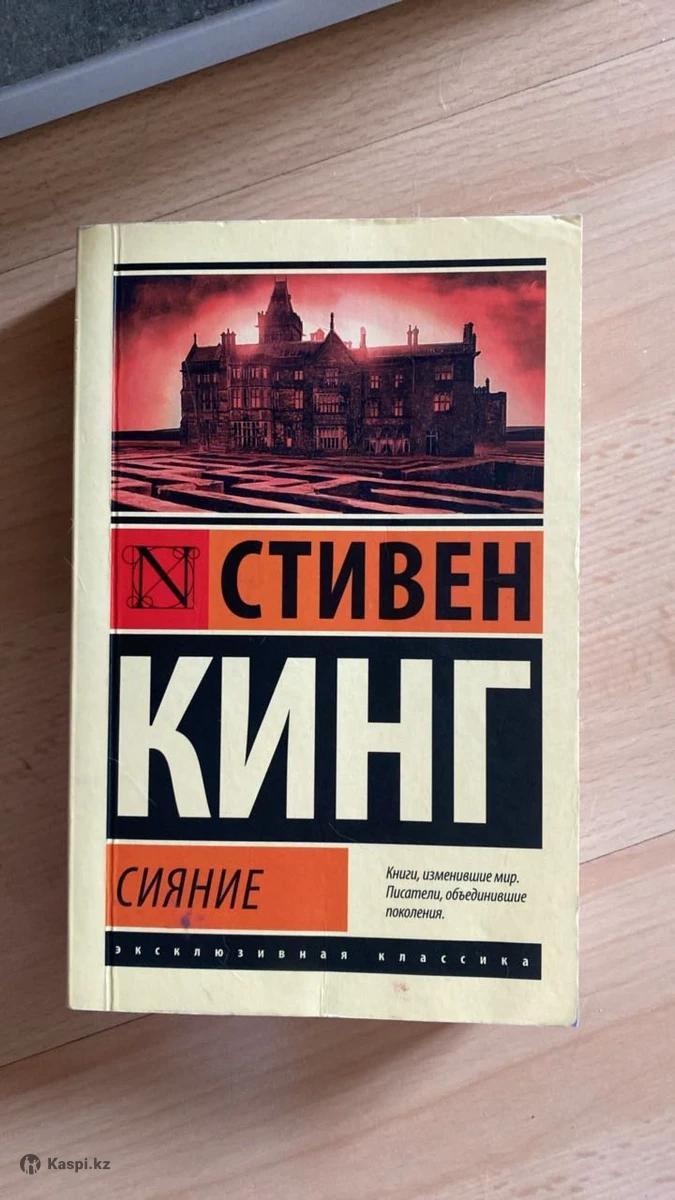 N СТИВЕН
КИНГ
СИЯНИЕ
Книги, изменившие мир.
Писатели, объединившие
поколения.
эксклюзивная классика
Kaspi.kz